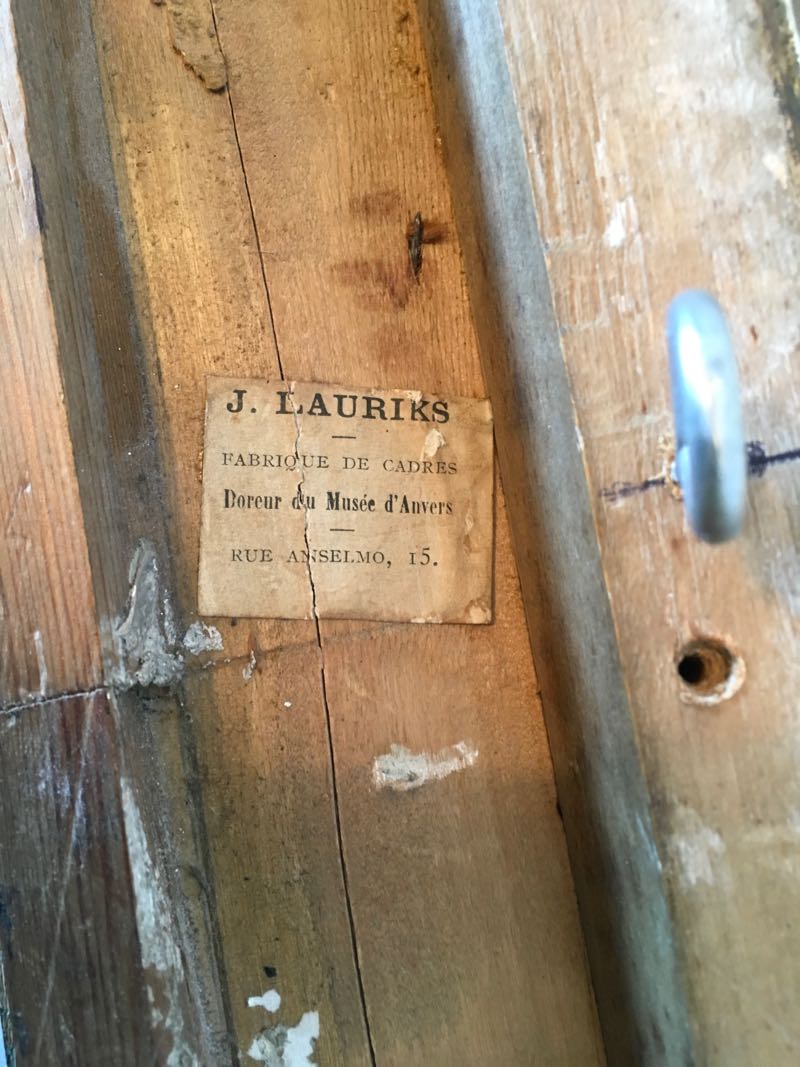 J. LAURIKS
FABRIQUE DE CADRES
Doreur du Musée d'Anvers
RUE ANSELMO, 15.